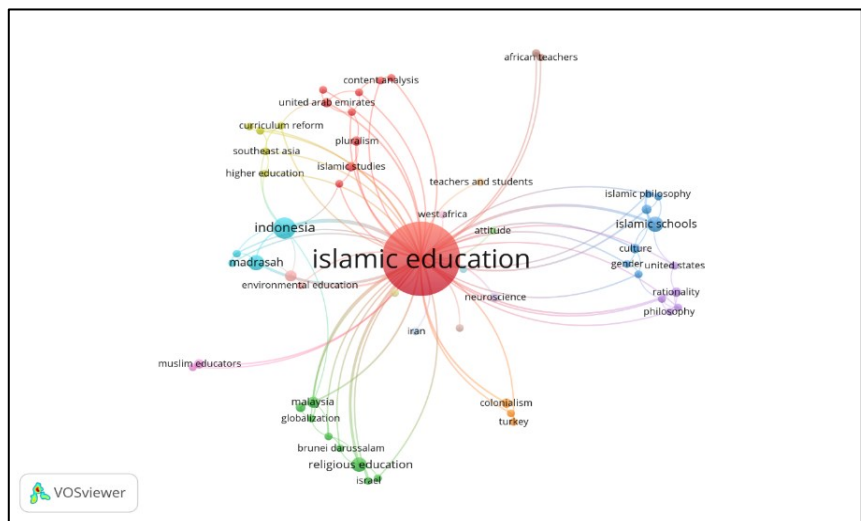 african teachers
content analysis
united arab emirates
curriculum reform
pluralism
southeast asia
islamic studies
higher education
teachers and students
islamic philosophy
west africa
indonesia
attitude
islamic schools
islamic education
culture
madrasah
gender
united states
environmental education
neuroscience
rationality
philosophy
iran
muslim educators
malaysia
colonialism
globalization
turkey
brunei darussalam
religious education
israel
VOSviewer